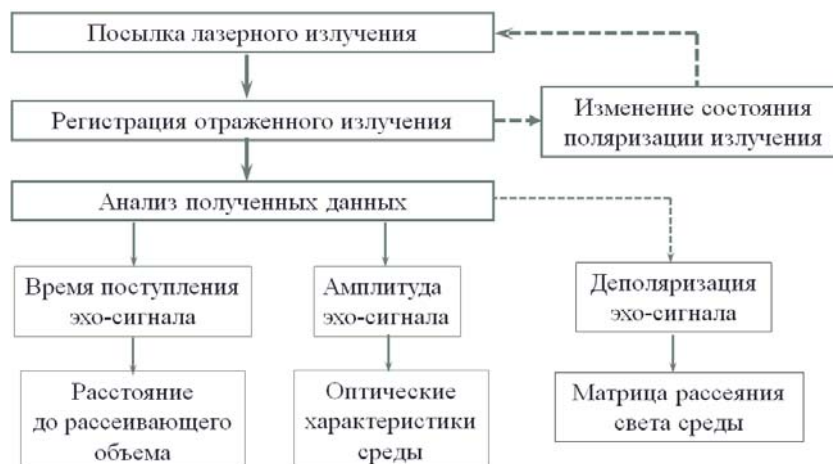 Посылка лазерного излучения
Регистрация отраженного излучения
Изменение состояния
поляризации излучения
Анализ полученных данных
Время поступления
эхо-сигнала
Амплитуда
эхо-сигнала
Деполяризация
эхо-сигнала
Расстояние
до рассеивающего
объема
Оптические
характеристики
среды
Матрица рассеяния
света среды